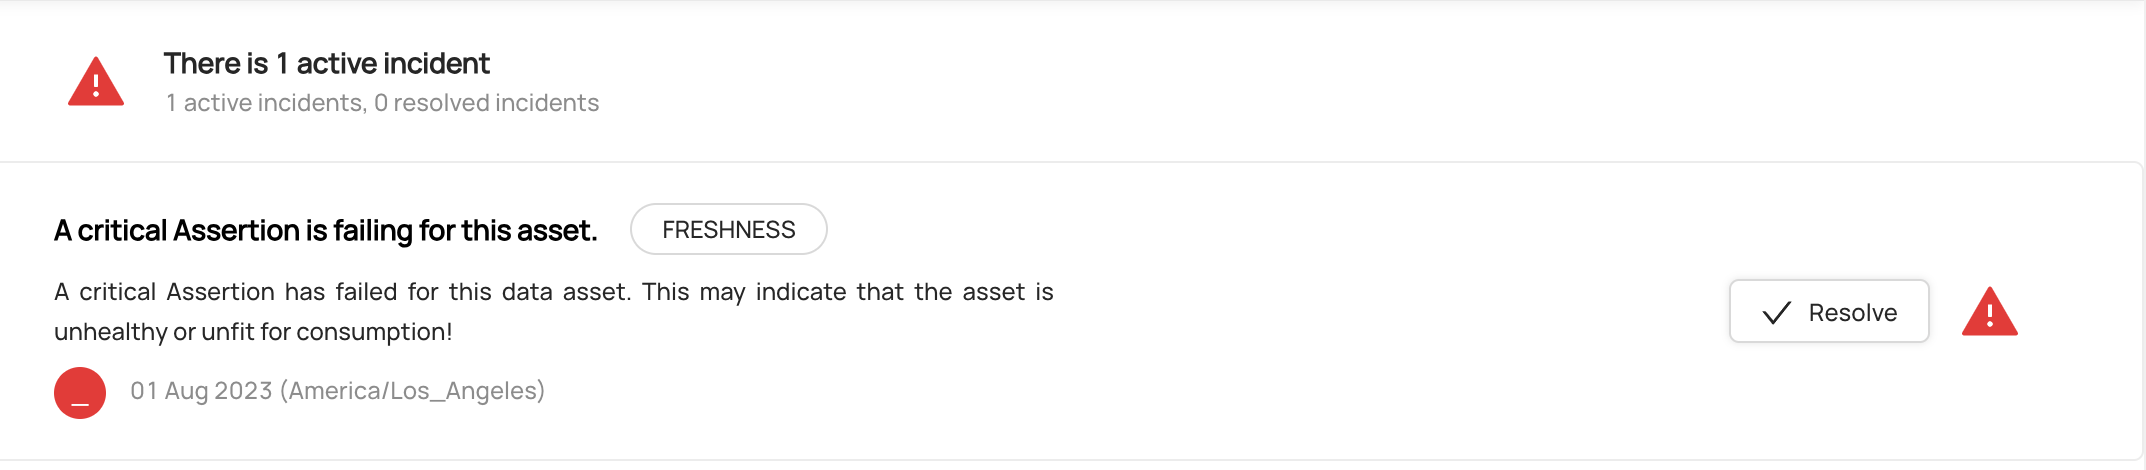 There is 1 active incident
1 active incidents, 0 resolved incidents
A critical Assertion is failing for this asset. FRESHNESS
A critical Assertion has failed for this data asset. This may indicate that the asset is
unhealthy or unfit for consumption!
Resolve
_ 01 Aug 2023 (America/Los_Angeles)